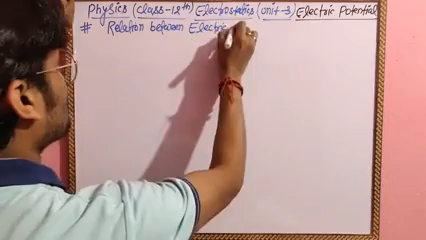 Physics (class-12th) Electrostatics (unit-3) Electric Potential
# Relation between Electric